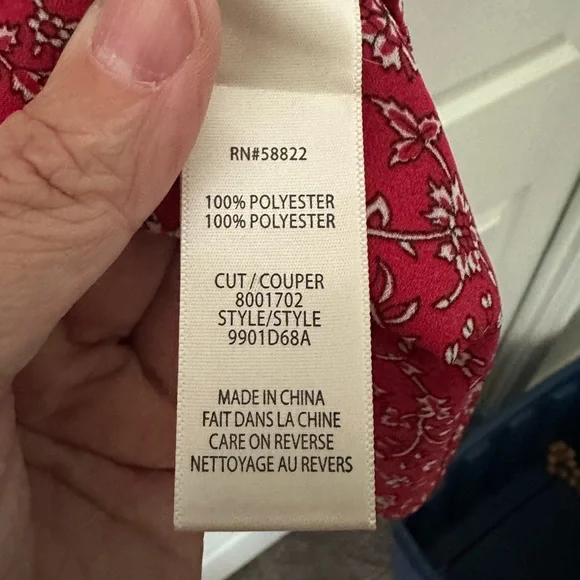 RN#58822
100% POLYESTER
100% POLYESTER
CUT/COUPER
8001702
STYLE/STYLE
9901D68A
MADE IN CHINA
FAIT DANS LA CHINE
CARE ON REVERSE
NETTOYAGE AU REVERS